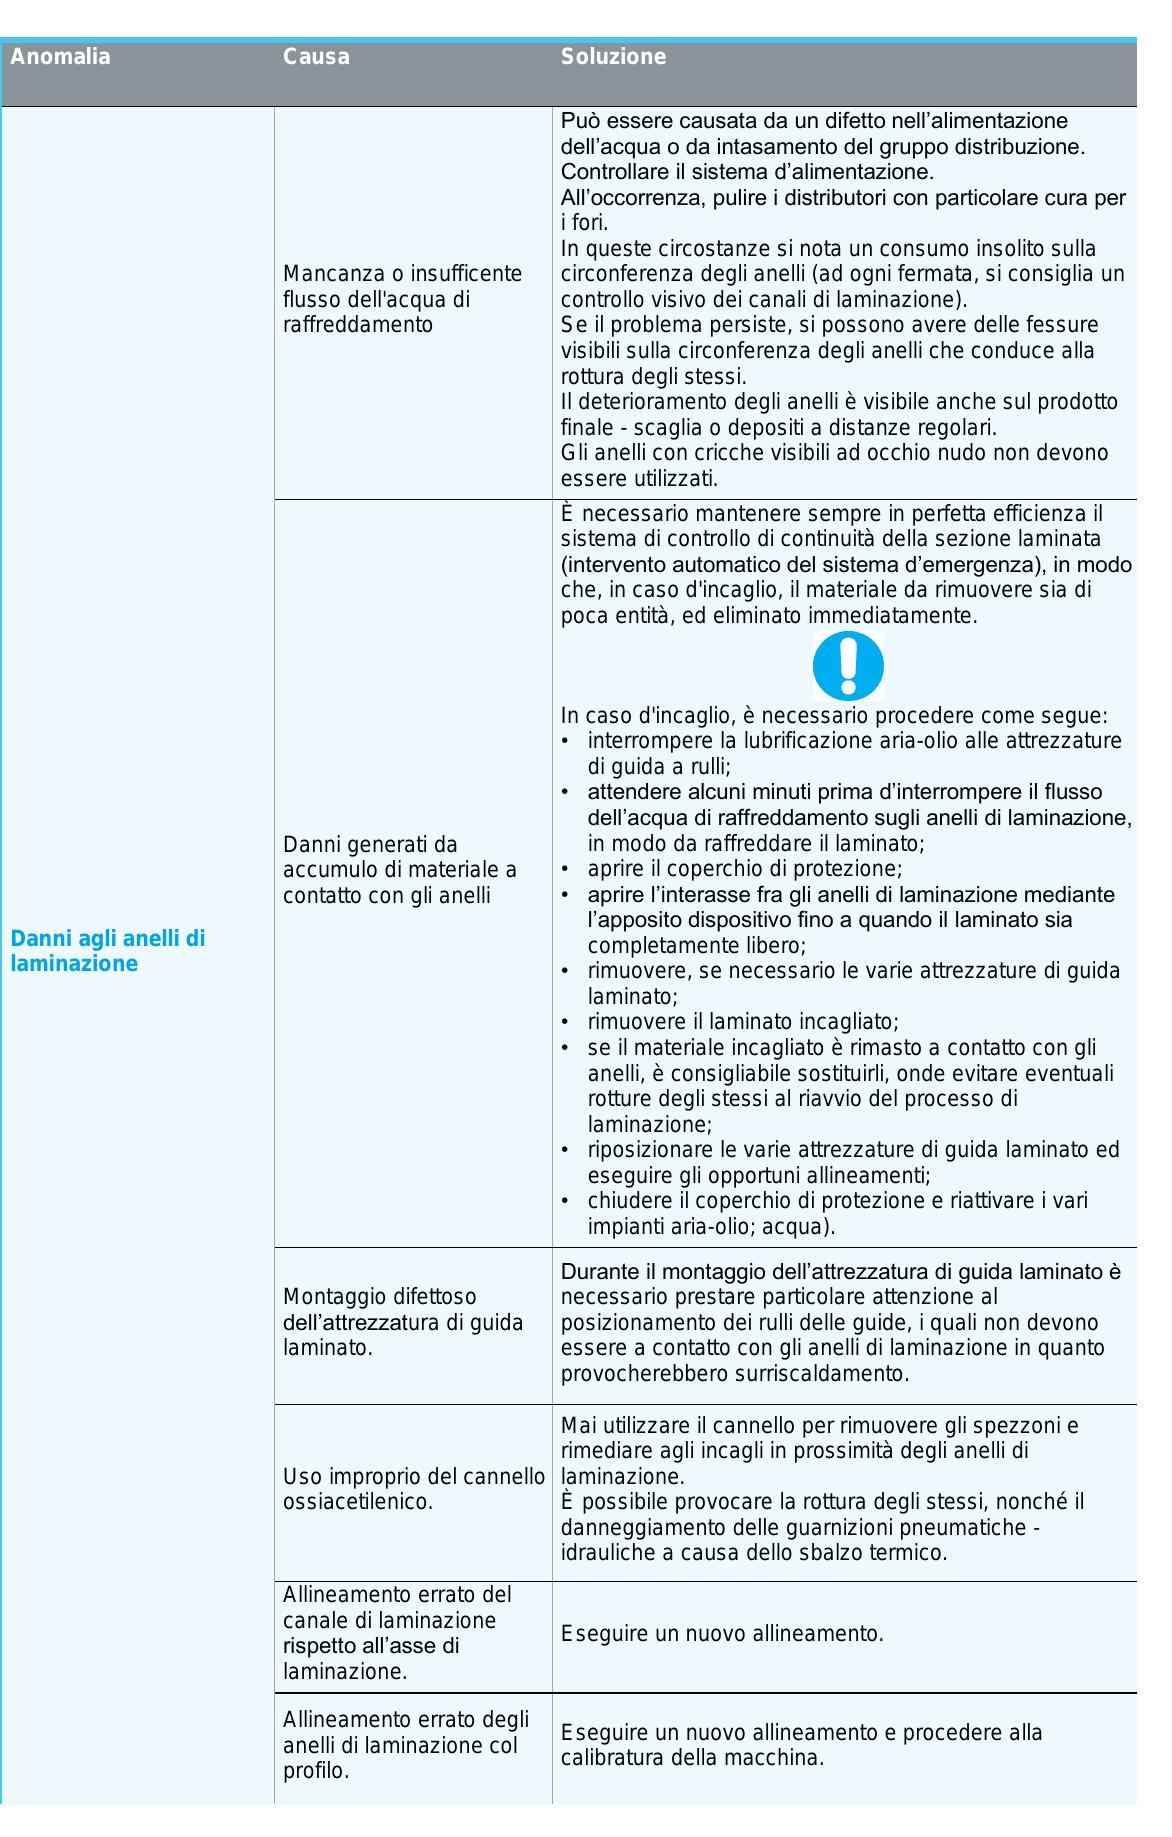 Anomalia Causa Soluzione
Danni agli anelli di
laminazione
Mancanza o insufficente
flusso dell'acqua di
raffreddamento
Può essere causata da un difetto nell’alimentazione
dell’acqua o da intasamento del gruppo distribuzione.
Controllare il sistema d’alimentazione.
All’occorrenza, pulire i distributori con particolare cura per
i fori.
In queste circostanze si nota un consumo insolito sulla
circonferenza degli anelli (ad ogni fermata, si consiglia un
controllo visivo dei canali di laminazione).
Se il problema persiste, si possono avere delle fessure
visibili sulla circonferenza degli anelli che conduce alla
rottura degli stessi.
Il deterioramento degli anelli è visibile anche sul prodotto
finale - scaglia o depositi a distanze regolari.
Gli anelli con cricche visibili ad occhio nudo non devono
essere utilizzati.
Danni generati da
accumulo di materiale a
contatto con gli anelli
È necessario mantenere sempre in perfetta efficienza il
sistema di controllo di continuità della sezione laminata
(intervento automatico del sistema d’emergenza), in modo
che, in caso d'incaglio, il materiale da rimuovere sia di
poca entità, ed eliminato immediatamente.
In caso d'incaglio, è necessario procedere come segue:
• interrompere la lubrificazione aria-olio alle attrezzature
di guida a rulli;
• attendere alcuni minuti prima d’interrompere il flusso
dell’acqua di raffreddamento sugli anelli di laminazione,
in modo da raffreddare il laminato;
• aprire il coperchio di protezione;
• aprire l’interasse fra gli anelli di laminazione mediante
l’apposito dispositivo fino a quando il laminato sia
completamente libero;
• rimuovere, se necessario le varie attrezzature di guida
laminato;
• rimuovere il laminato incagliato;
• se il materiale incagliato è rimasto a contatto con gli
anelli, è consigliabile sostituirli, onde evitare eventuali
rotture degli stessi al riavvio del processo di
laminazione;
• riposizionare le varie attrezzature di guida laminato ed
eseguire gli opportuni allineamenti;
• chiudere il coperchio di protezione e riattivare i vari
impianti aria-olio; acqua).
Montaggio difettoso
dell’attrezzatura di guida
laminato.
Durante il montaggio dell’attrezzatura di guida laminato è
necessario prestare particolare attenzione al
posizionamento dei rulli delle guide, i quali non devono
essere a contatto con gli anelli di laminazione in quanto
provocherebbero surriscaldamento.
Uso improprio del cannello
ossiacetilenico.
Mai utilizzare il cannello per rimuovere gli spezzoni e
rimediare agli incagli in prossimità degli anelli di
laminazione.
È possibile provocare la rottura degli stessi, nonché il
danneggiamento delle guarnizioni pneumatiche -
idrauliche a causa dello sbalzo termico.
Allineamento errato del
canale di laminazione
rispetto all’asse di
laminazione.
Eseguire un nuovo allineamento.
Allineamento errato degli
anelli di laminazione col
profilo.
Eseguire un nuovo allineamento e procedere alla
calibratura della macchina.